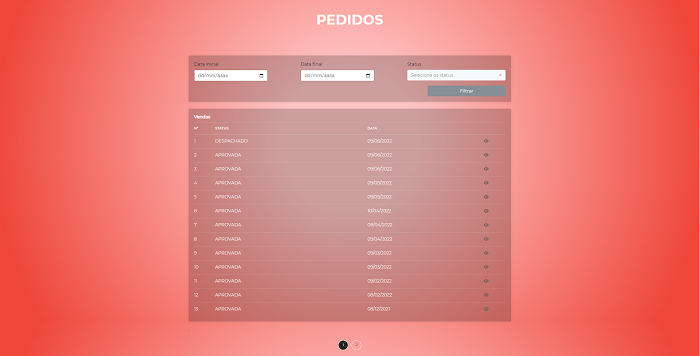 PEDIDOS
Data inicial Data final Status
dd/mm/aaaa dd/mm/aaaa Selecione os status
Filtrar
Vendas
Nº STATUS DATA
1 DESPACHADO 09/06/2022
2 APROVADA 09/06/2022
3 APROVADA 09/06/2022
4 APROVADA 09/05/2022
5 APROVADA 09/05/2022
6 APROVADA 10/04/2022
7 APROVADA 09/04/2022
8 APROVADA 09/04/2022
9 APROVADA 09/03/2022
10 APROVADA 09/03/2022
11 APROVADA 09/02/2022
12 APROVADA 08/02/2022
13 APROVADA 08/12/2021
1 2